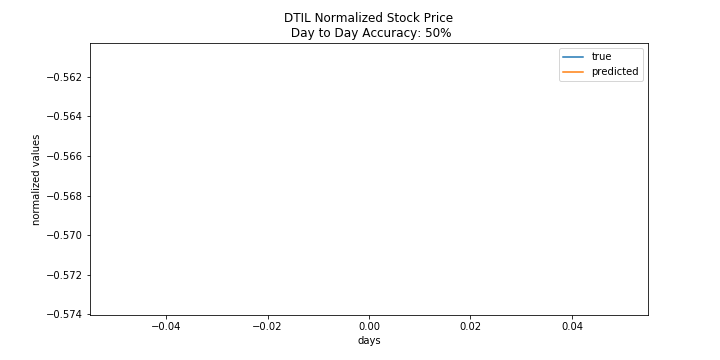 DTIL Normalized Stock Price
Day to Day Accuracy: 50%
true
predicted
−0.562
−0.564
−0.566
−0.568
−0.570
−0.572
−0.574
normalized values
−0.04
−0.02
0.00
0.02
0.04
days